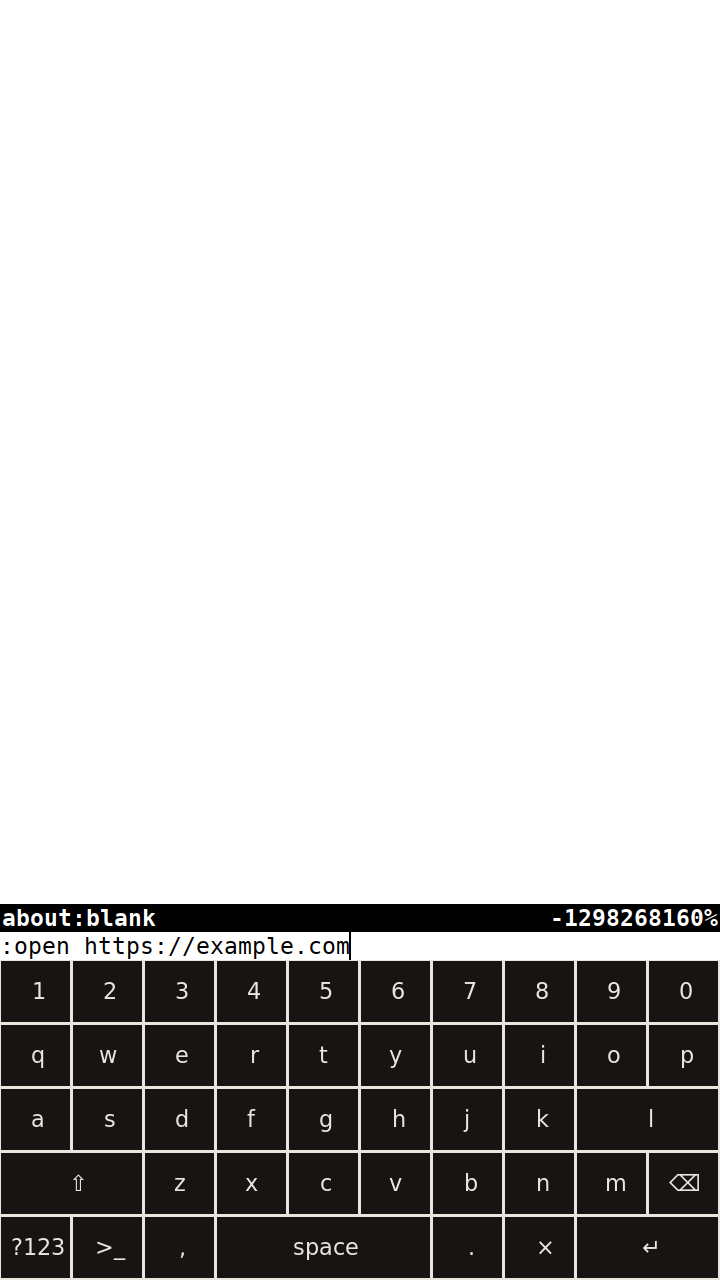 about:blank -1298268160%
:open https://example.com
1 2 3 4 5 6 7 8 9 0
q w e r t y u i o p
a s d f g h j k l
⇧ z x c v b n m ⌫
?123 >_ , space . × ↵